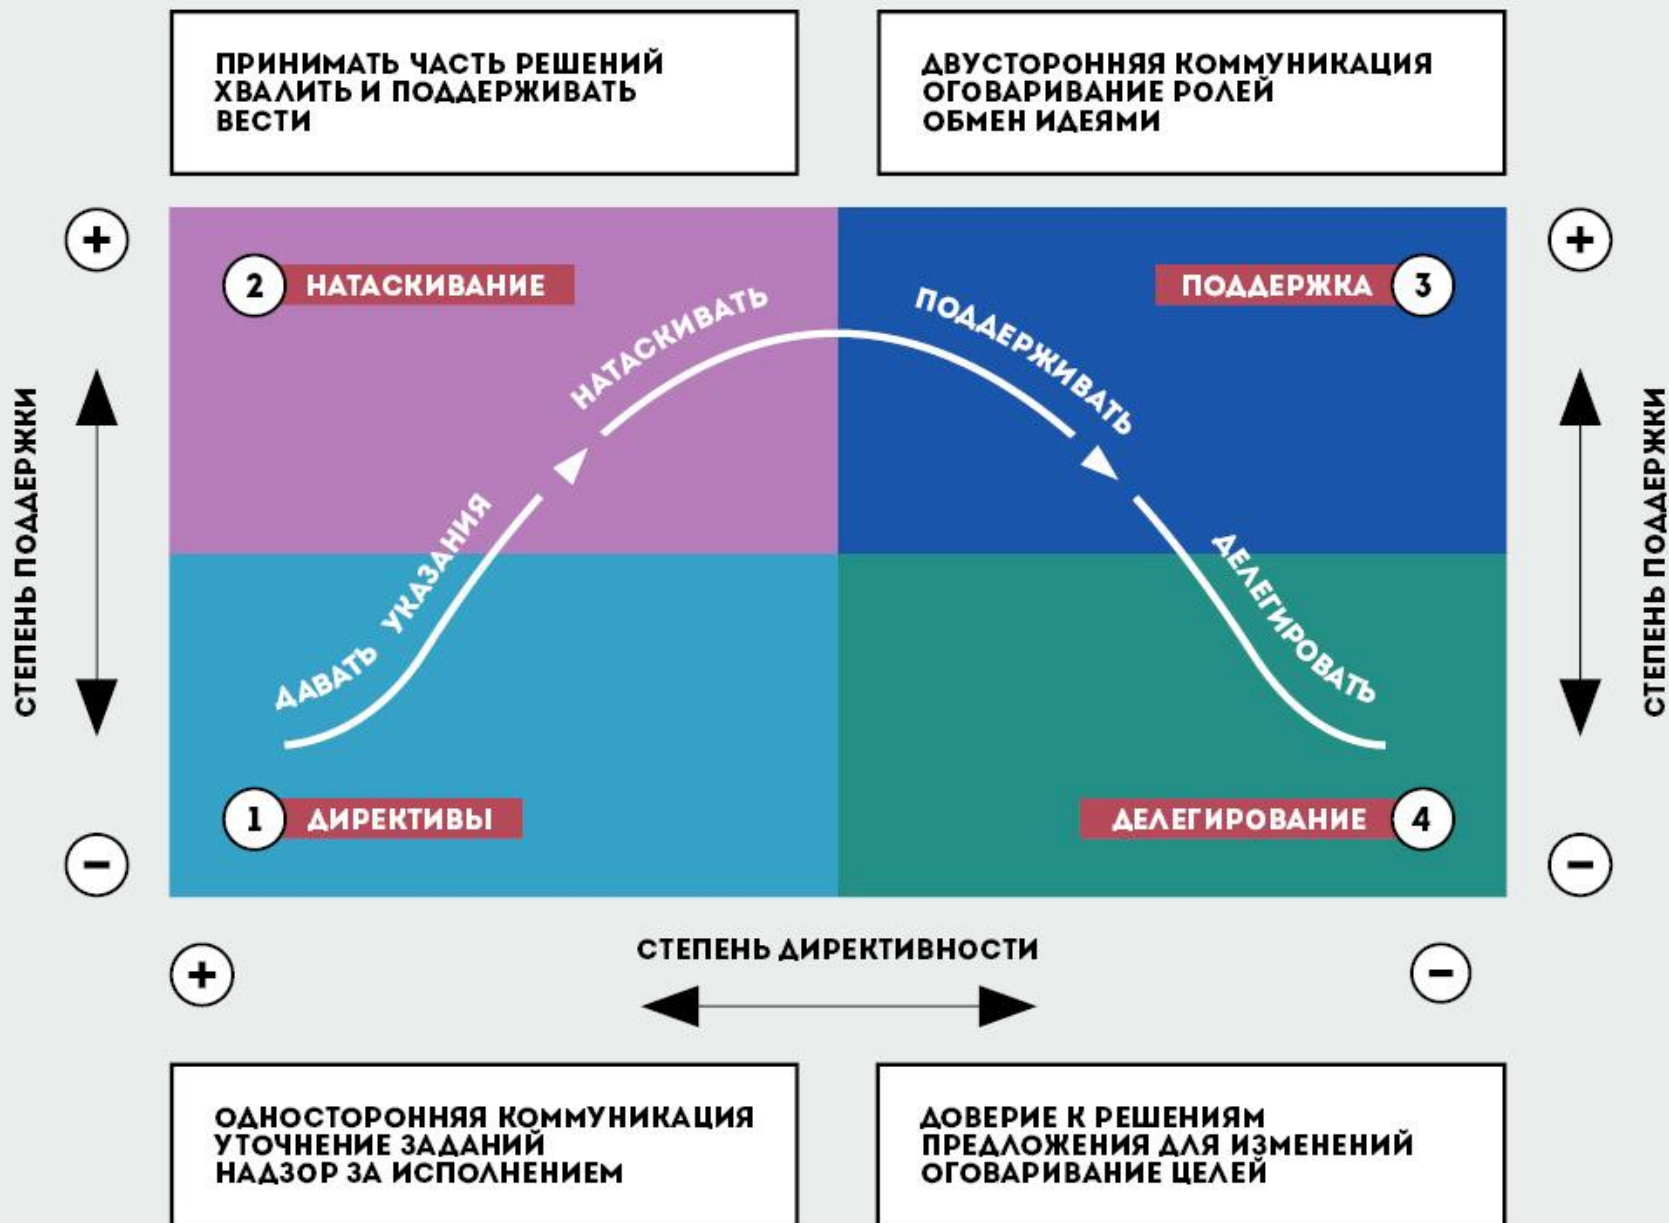 ПРИНИМАТЬ ЧАСТЬ РЕШЕНИЙ
ХВАЛИТЬ И ПОДДЕРЖИВАТЬ
ВЕСТИ
ДВУСТОРОННЯЯ КОММУНИКАЦИЯ
ОГОВАРИВАНИЕ РОЛЕЙ
ОБМЕН ИДЕЯМИ
+
+
2 НАТАСКИВАНИЕ
ПОДДЕРЖКА 3
НАТАСКИВАТЬ
ПОДДЕРЖИВАТЬ
СТЕПЕНЬ ПОДДЕРЖКИ
СТЕПЕНЬ ПОДДЕРЖКИ
ДАВАТЬ УКАЗАНИЯ
ДЕЛЕГИРОВАТЬ
1 ДИРЕКТИВЫ
ДЕЛЕГИРОВАНИЕ 4
−
−
+
СТЕПЕНЬ ДИРЕКТИВНОСТИ
−
ОДНОСТОРОННЯЯ КОММУНИКАЦИЯ
УТОЧНЕНИЕ ЗАДАНИЙ
НАДЗОР ЗА ИСПОЛНЕНИЕМ
ДОВЕРИЕ К РЕШЕНИЯМ
ПРЕДЛОЖЕНИЯ ДЛЯ ИЗМЕНЕНИЙ
ОГОВАРИВАНИЕ ЦЕЛЕЙ